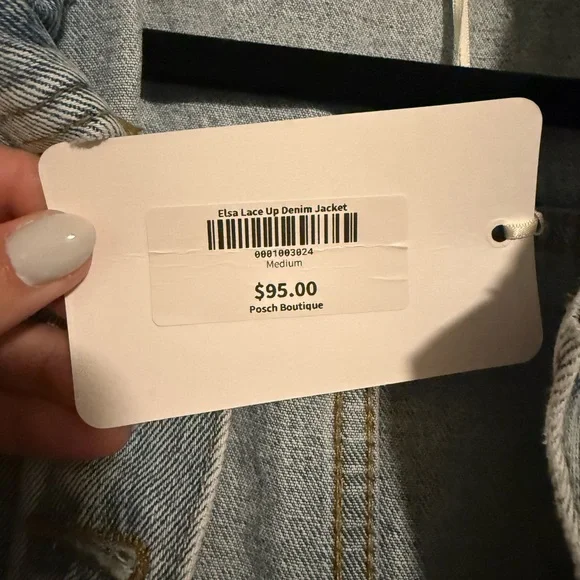 Elsa Lace Up Denim Jacket
0001003024
Medium
$95.00
Posch Boutique